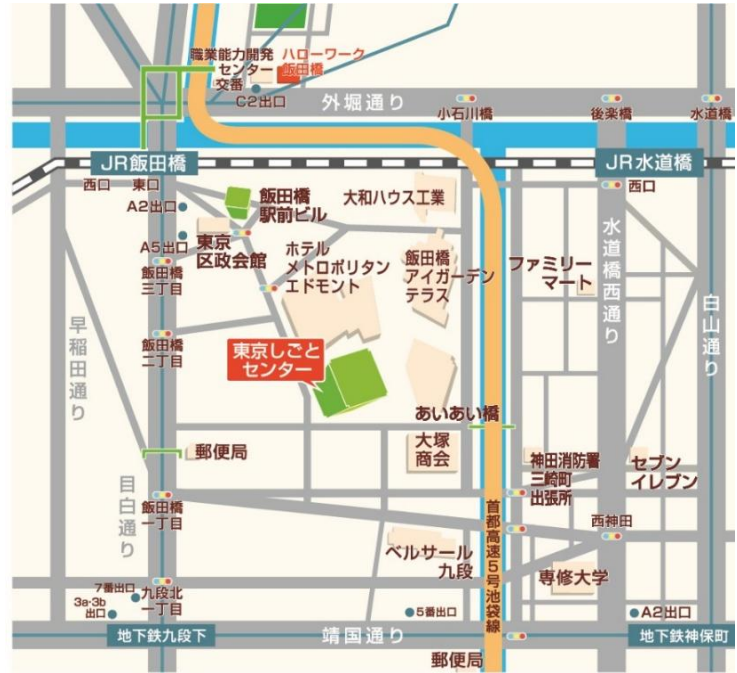 職業能力開発
センター
交番
ハローワーク
飯田橋
C2出口
外堀通り
小石川橋
後楽橋
水道橋
JR飯田橋
JR水道橋
西口
東口
西口
A2出口
飯田橋
駅前ビル
大和ハウス工業
A5出口
東京
区政会館
飯田橋
三丁目
ホテル
メトロポリタン
エドモント
飯田橋
アイガーデン
テラス
ファミリー
マート
水道橋西通り
白山通り
早稲田通り
飯田橋
二丁目
東京しごと
センター
あいあい橋
郵便局
大塚
商会
神田消防署
三崎町
出張所
セブン
イレブン
目白通り
飯田橋
一丁目
首都高速5号池袋線
西神田
ベルサール
九段
専修大学
7番出口
3a・3b
出口
九段北
一丁目
5番出口
A2出口
地下鉄九段下
靖国通り
地下鉄神保町
郵便局